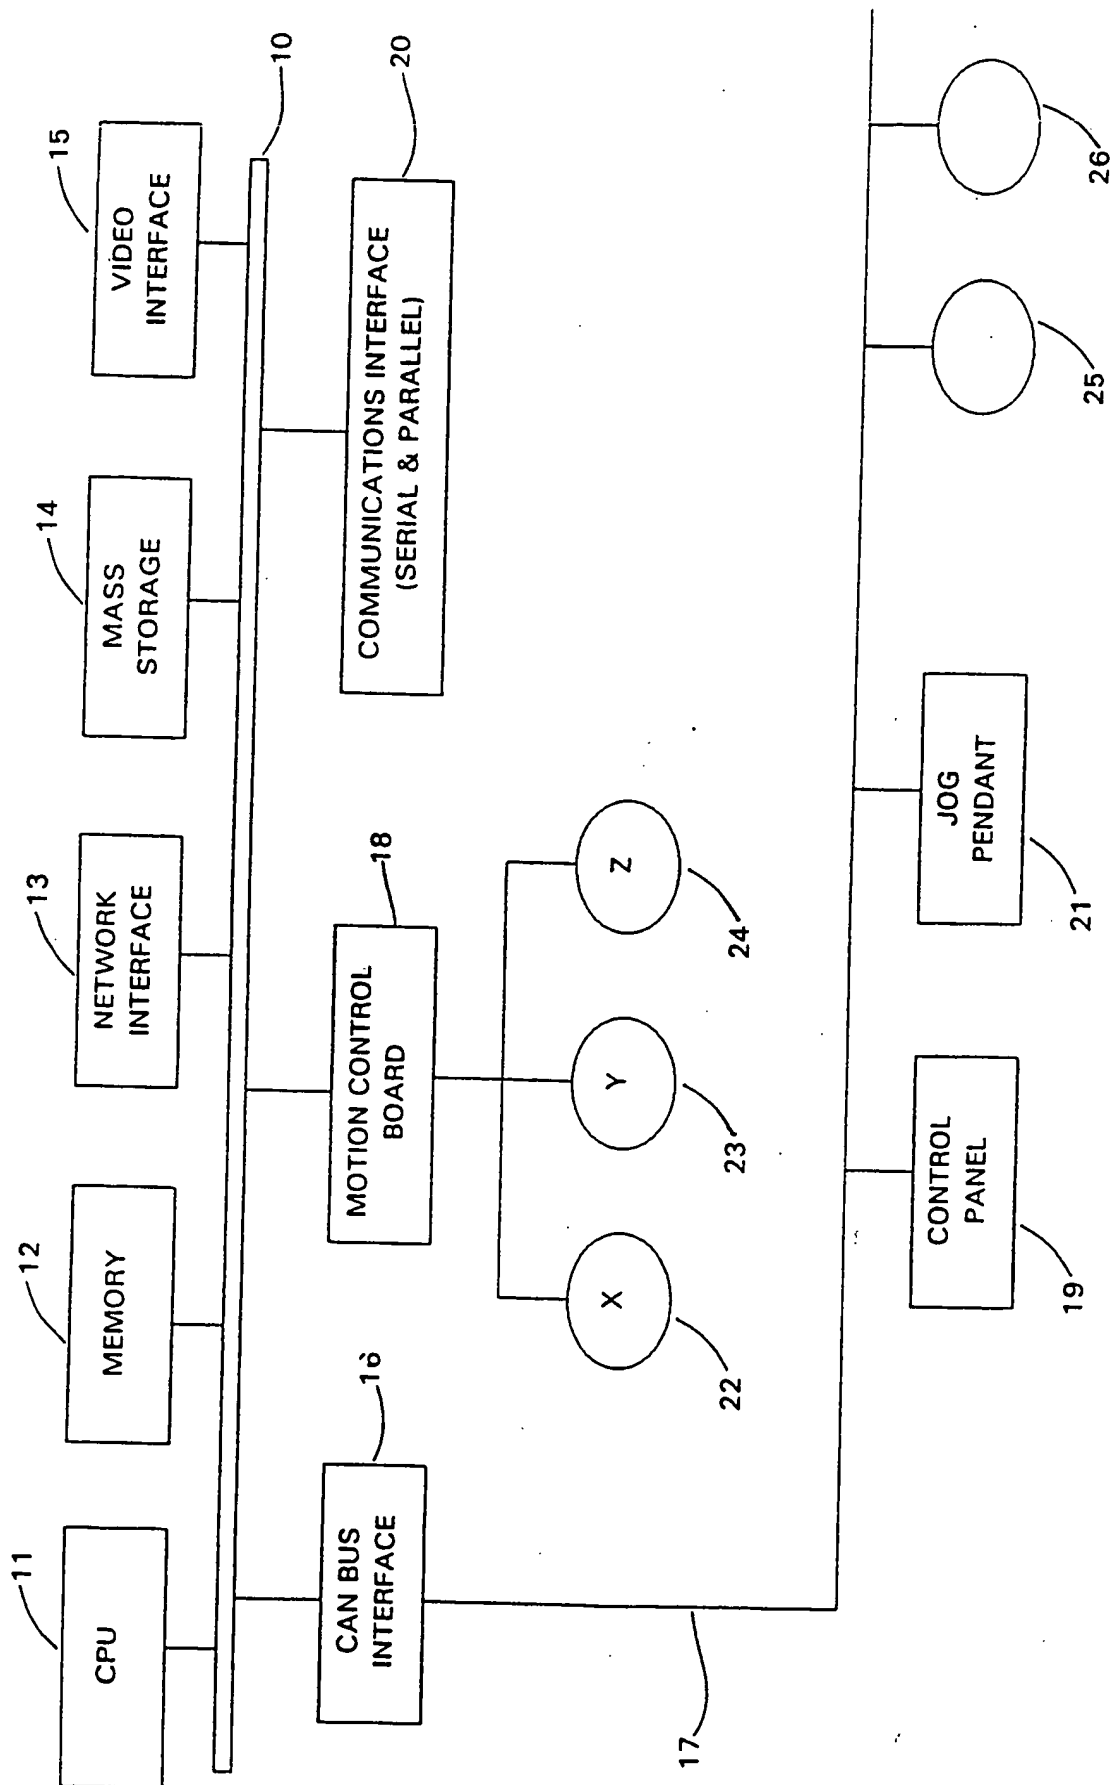 11
12
13
14
15
CPU
MEMORY
NETWORK
INTERFACE
MASS
STORAGE
VIDEO
INTERFACE
10
16
18
20
CAN BUS
INTERFACE
MOTION CONTROL
BOARD
COMMUNICATIONS INTERFACE
(SERIAL & PARALLEL)
X
Y
Z
22
23
24
17
CONTROL
PANEL
JOG
PENDANT
19
21
25
26